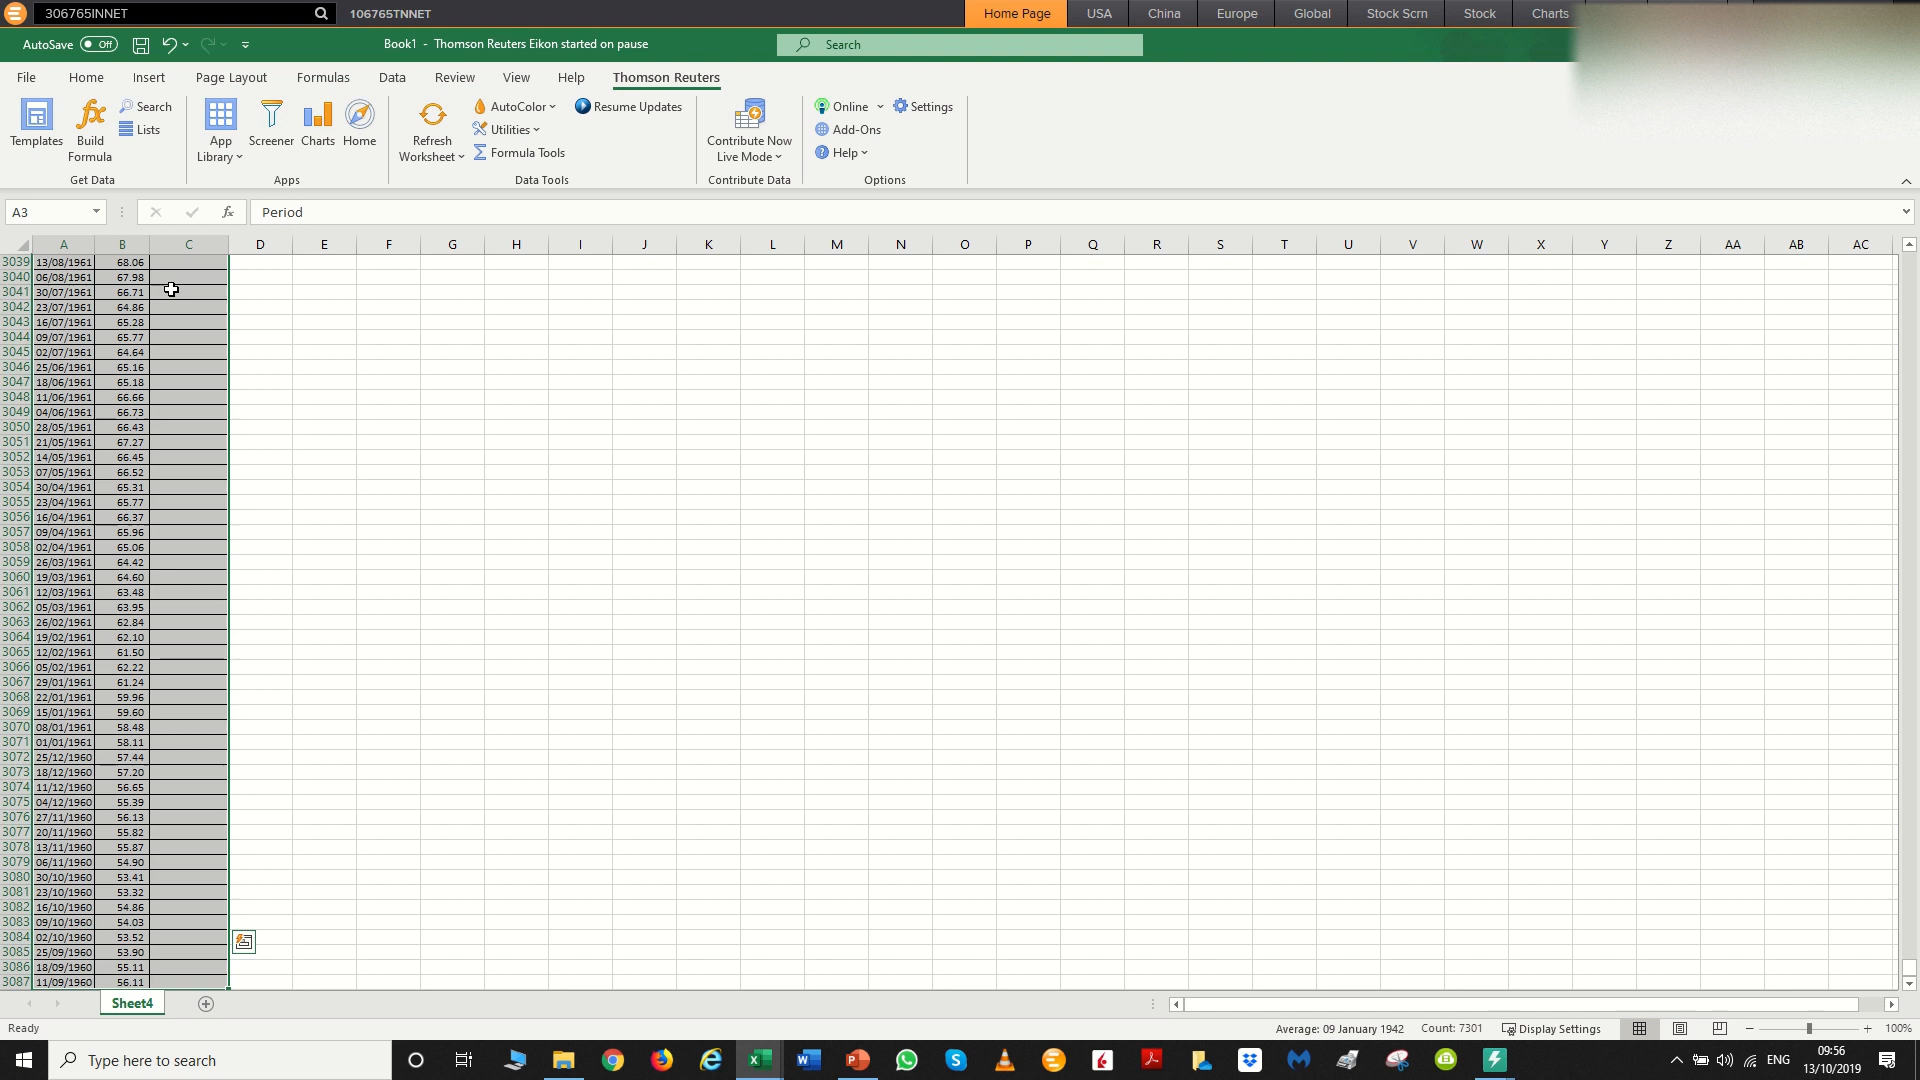 306765INNET
106765TNNET
Home Page USA China Europe Global Stock Scrn Stock Charts
AutoSave Off
Book1 - Thomson Reuters Eikon started on pause
Search
File Home Insert Page Layout Formulas Data Review View Help Thomson Reuters
Templates
Build Formula
Search
Lists
Get Data
App Library
Screener
Charts
Home
Apps
Refresh Worksheet
AutoColor
Utilities
Formula Tools
Resume Updates
Data Tools
Contribute Now Live Mode
Contribute Data
Online
Settings
Add-Ons
Help
Options
A3
fx
Period
A B C D E F G H I J K L M N O P Q R S T U V W X Y Z AA AB AC
3039 13/08/1961 68.06
3040 06/08/1961 67.98
3041 30/07/1961 66.71
3042 23/07/1961 64.86
3043 16/07/1961 65.28
3044 09/07/1961 65.77
3045 02/07/1961 64.64
3046 25/06/1961 65.16
3047 18/06/1961 65.18
3048 11/06/1961 66.66
3049 04/06/1961 66.73
3050 28/05/1961 66.43
3051 21/05/1961 67.27
3052 14/05/1961 66.45
3053 07/05/1961 66.52
3054 30/04/1961 65.31
3055 23/04/1961 65.77
3056 16/04/1961 66.37
3057 09/04/1961 65.96
3058 02/04/1961 65.06
3059 26/03/1961 64.42
3060 19/03/1961 64.60
3061 12/03/1961 63.48
3062 05/03/1961 63.95
3063 26/02/1961 62.84
3064 19/02/1961 62.10
3065 12/02/1961 61.50
3066 05/02/1961 62.22
3067 29/01/1961 61.24
3068 22/01/1961 59.96
3069 15/01/1961 59.60
3070 08/01/1961 58.48
3071 01/01/1961 58.11
3072 25/12/1960 57.44
3073 18/12/1960 57.20
3074 11/12/1960 56.65
3075 04/12/1960 55.39
3076 27/11/1960 56.13
3077 20/11/1960 55.82
3078 13/11/1960 55.87
3079 06/11/1960 54.90
3080 30/10/1960 53.41
3081 23/10/1960 53.32
3082 16/10/1960 54.86
3083 09/10/1960 54.03
3084 02/10/1960 53.52
3085 25/09/1960 53.90
3086 18/09/1960 55.11
3087 11/09/1960 56.11
Sheet4
Ready
Average: 09 January 1942 Count: 7301 Display Settings 100%
Type here to search
ENG
09:56
13/10/2019